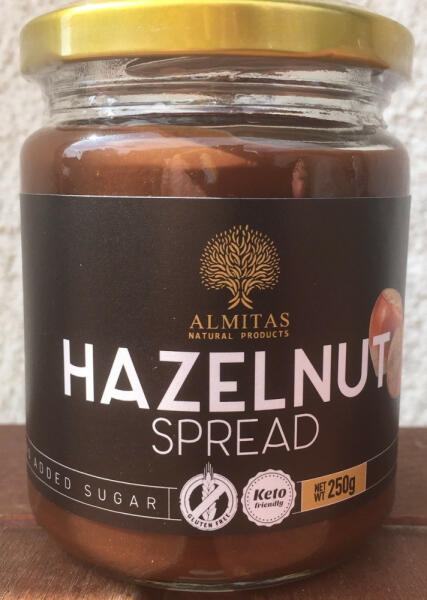 ALMITAS
NATURAL PRODUCTS
HAZELNUT
SPREAD
ADDED SUGAR
GLUTEN FREE
Keto
friendly
NET
WT 250g